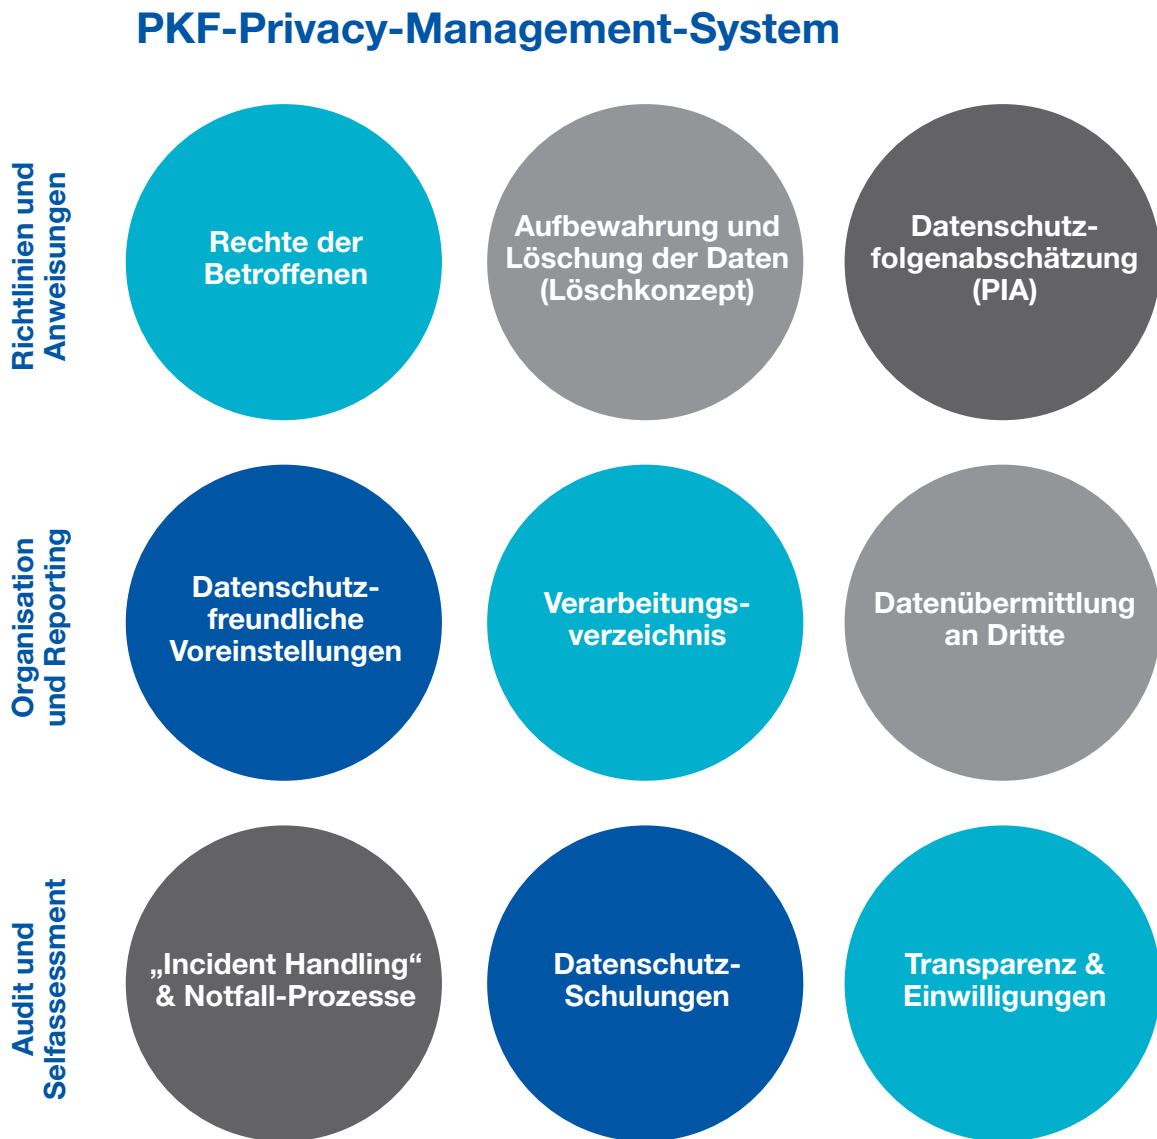 PKF-Privacy-Management-System
Richtlinien und
Anweisungen
Rechte der
Betroffenen
Aufbewahrung und
Löschung der Daten
(Löschkonzept)
Datenschutz-
folgenabschätzung
(PIA)
Organisation
und Reporting
Datenschutz-
freundliche
Voreinstellungen
Verarbeitungs-
verzeichnis
Datenübermittlung
an Dritte
Audit und
Selfassessment
„Incident Handling“
& Notfall-Prozesse
Datenschutz-
Schulungen
Transparenz &
Einwilligungen